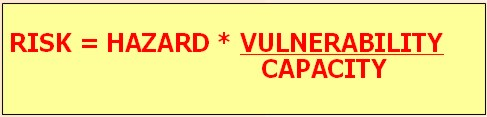 RISK = HAZARD * VULNERABILITY
CAPACITY